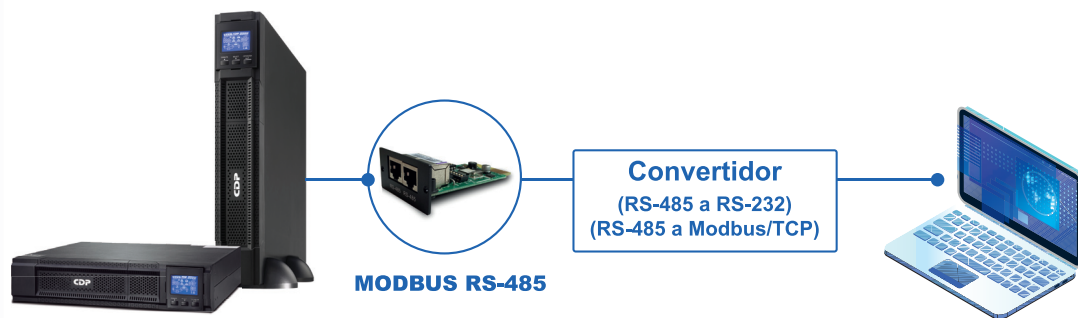 CDP
CDP
MODBUS RS-485
Convertidor
(RS-485 a RS-232)
(RS-485 a Modbus/TCP)